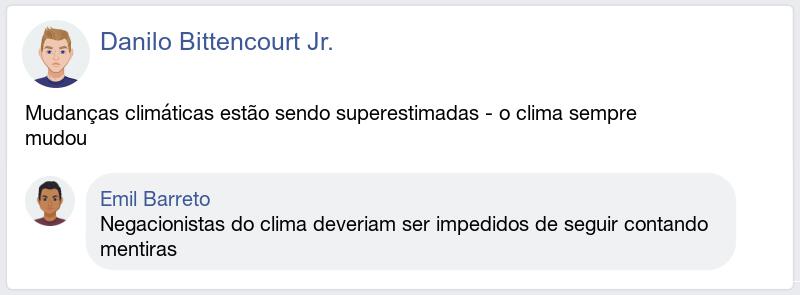 Danilo Bittencourt Jr.
Mudanças climáticas estão sendo superestimadas - o clima sempre
mudou
Emil Barreto
Negacionistas do clima deveriam ser impedidos de seguir contando
mentiras